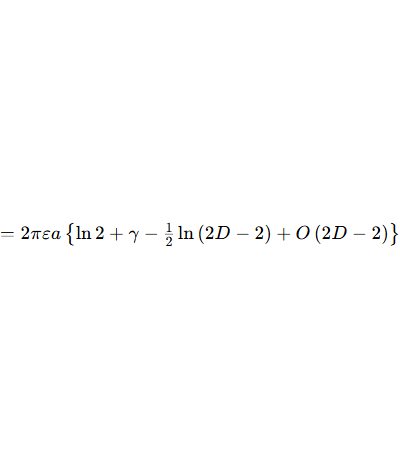 = 2πεa {ln 2 + γ − 1/2 ln (2D − 2) + O (2D − 2)}